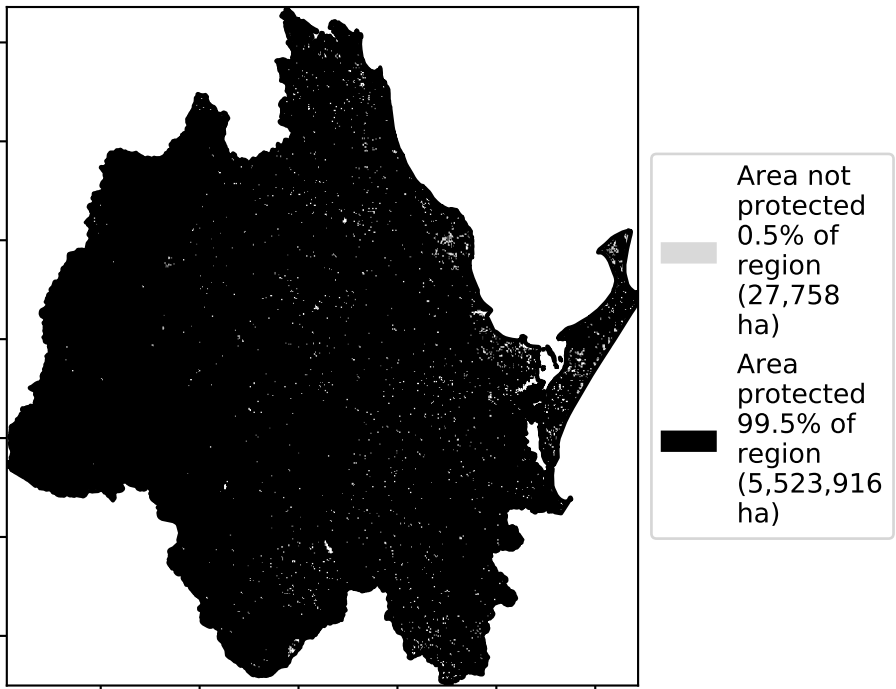 Area not
protected
0.5% of
region
(27,758
ha)
Area
protected
99.5% of
region
(5,523,916
ha)